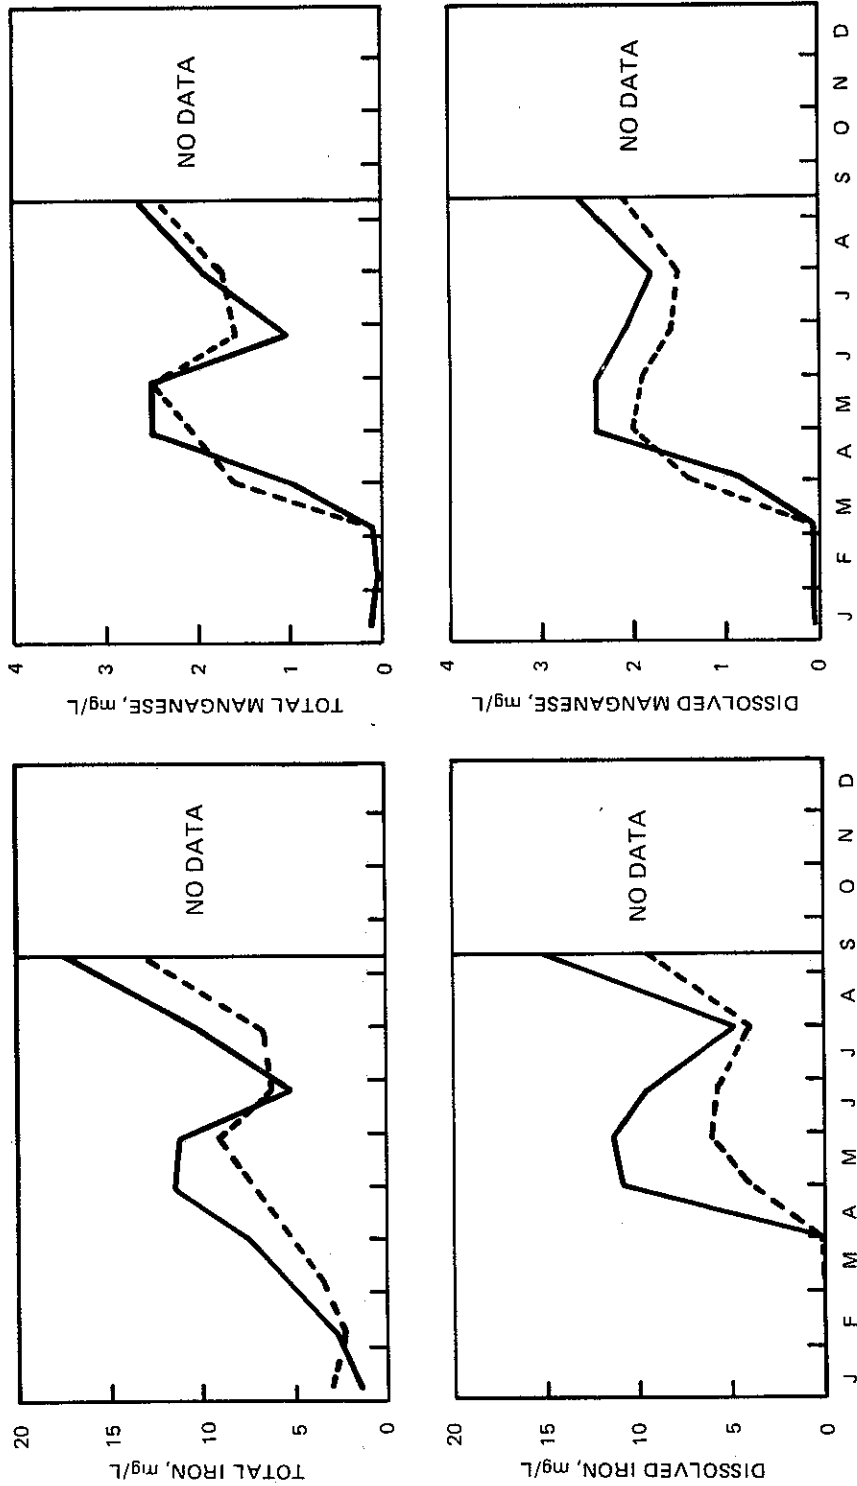 20
15
10
5
0
TOTAL IRON, mg/L
NO DATA
4
3
2
1
0
TOTAL MANGANESE, mg/L
NO DATA
20
15
10
5
0
DISSOLVED IRON, mg/L
NO DATA
J F M A M J J A S O N D
4
3
2
1
0
DISSOLVED MANGANESE, mg/L
NO DATA
J F M A M J J A S O N D